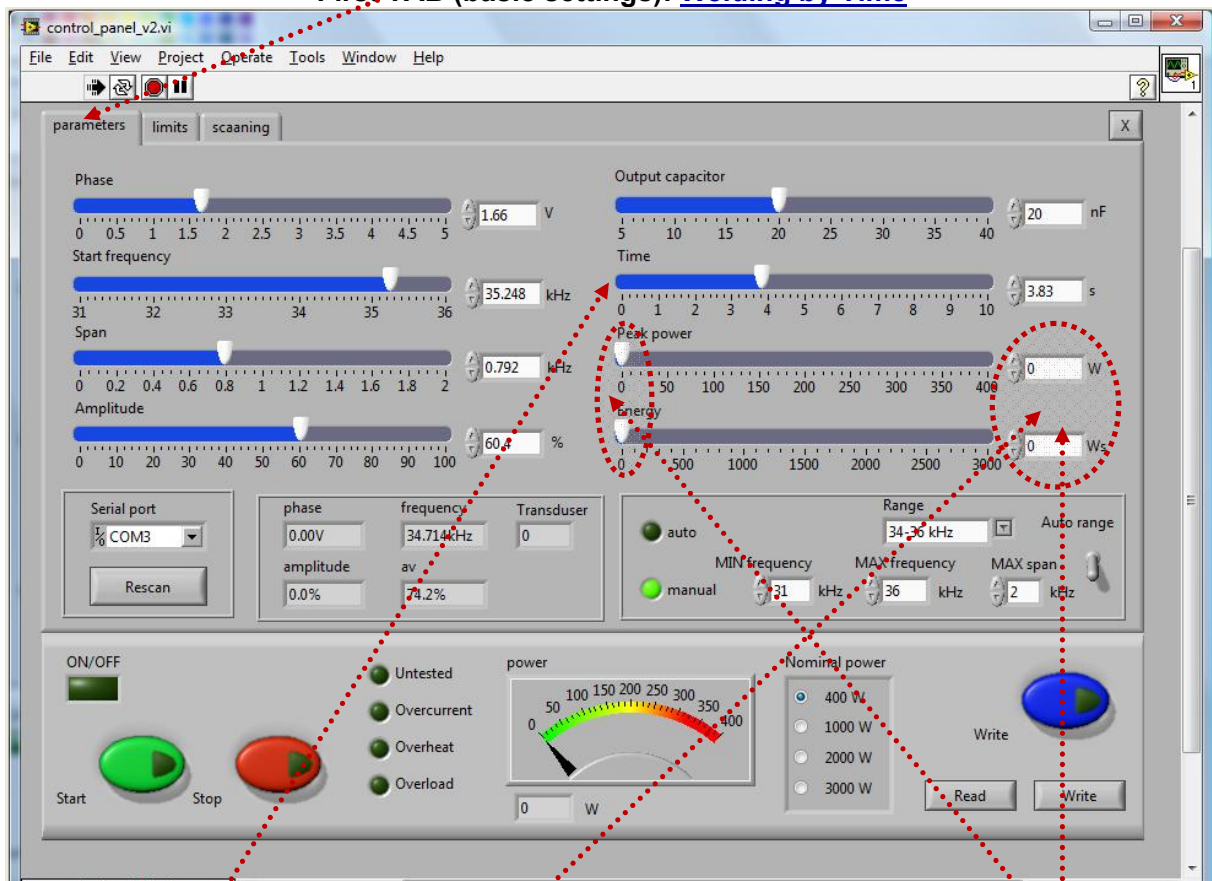 First TAB (basic settings): Welding by Time
control_panel_v2.vi
File Edit View Project Operate Tools Window Help
1
parameters limits scaaning X
Phase
1.66 V
0 0.5 1 1.5 2 2.5 3 3.5 4 4.5 5
Start frequency
35.248 kHz
31 32 33 34 35 36
Span
0.792 kHz
0 0.2 0.4 0.6 0.8 1 1.2 1.4 1.6 1.8 2
Amplitude
60.4 %
0 10 20 30 40 50 60 70 80 90 100
Output capacitor
20 nF
5 10 15 20 25 30 35 40
Time
3.83 s
0 1 2 3 4 5 6 7 8 9 10
Peak power
0 W
0 50 100 150 200 250 300 350 400
Energy
0 Ws
0 500 1000 1500 2000 2500 3000
Serial port
COM3
Rescan
phase frequency Transduser
0.00V 34.714kHz 0
amplitude av
0.0% 74.2%
auto
manual
Range
34-36 kHz
Auto range
MIN frequency MAX frequency MAX span
31 kHz 36 kHz 2 kHz
ON/OFF
Start Stop
Untested
Overcurrent
Overheat
Overload
power
0 50 100 150 200 250 300 350 400
0 W
Nominal power
400 W
1000 W
2000 W
3000 W
Write
Read Write